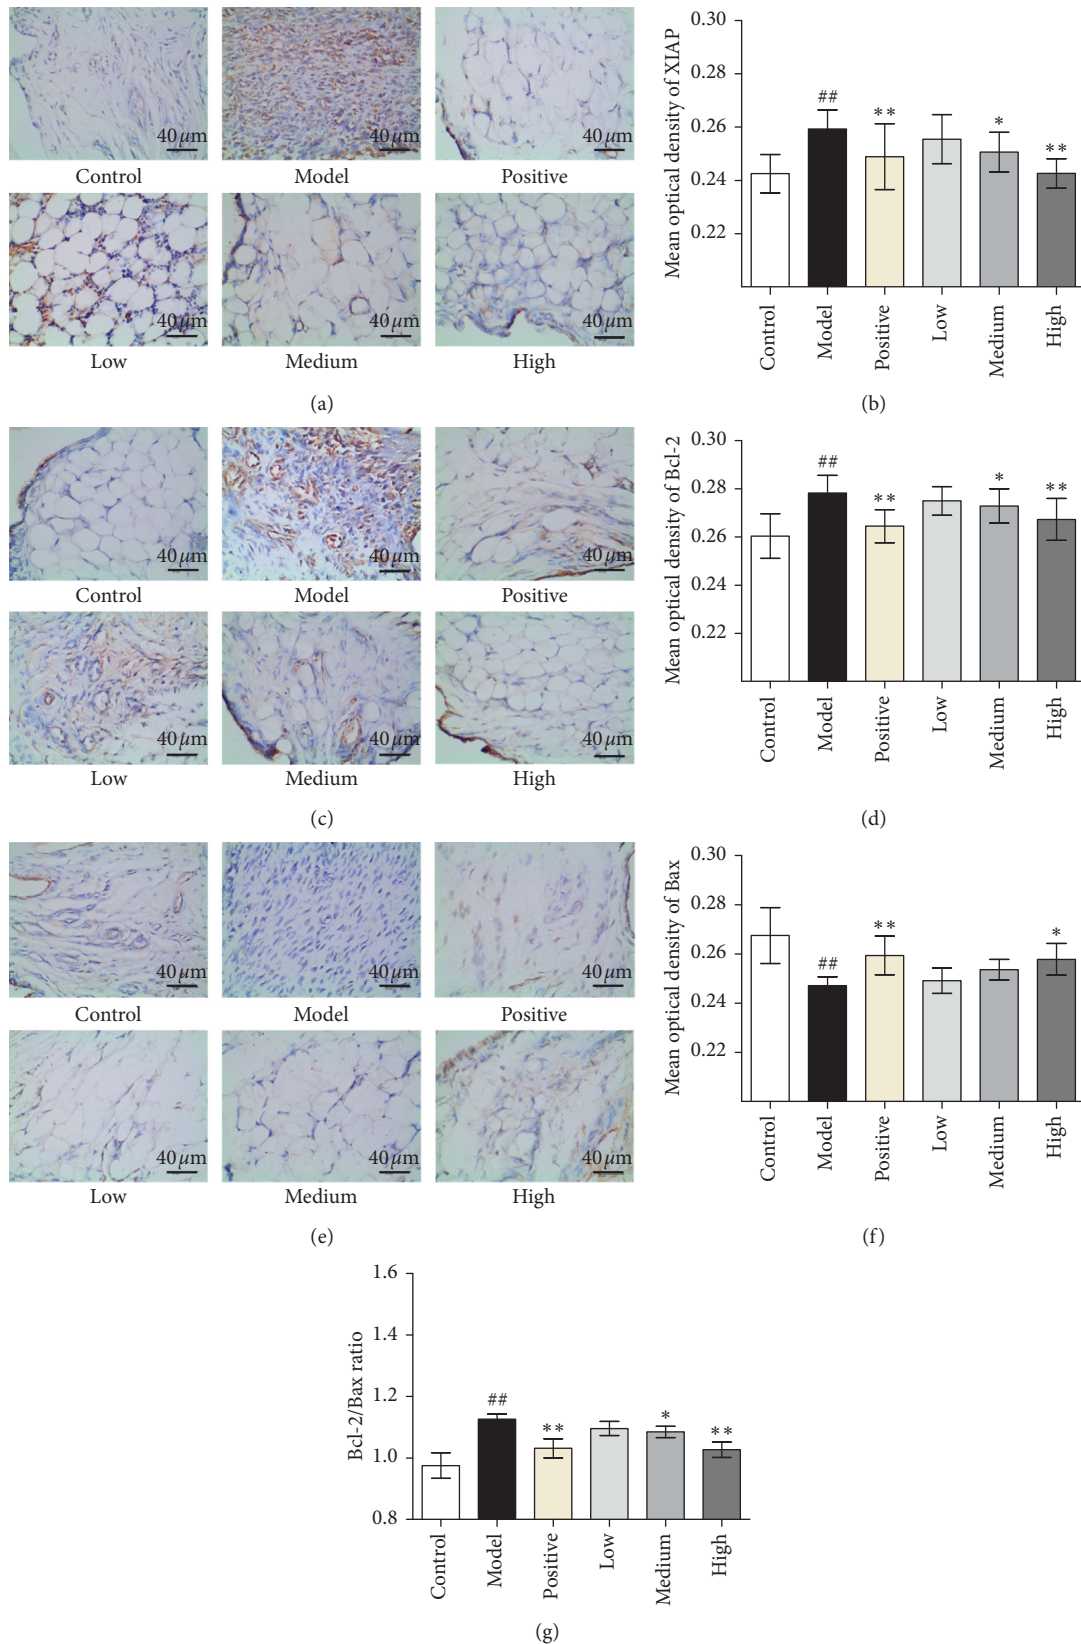 40 μm 40 μm 40 μm
Control Model Positive
40 μm 40 μm 40 μm
Low Medium High
(a)
Mean optical density of XIAP
0.30
0.26
0.24
0.22
## ** * **
Control Model Positive Low Medium High
(b)
40 μm 40 μm 40 μm
Control Model Positive
40 μm 40 μm 40 μm
Low Medium High
(c)
Mean optical density of Bcl-2
0.30
0.28
0.26
0.24
0.22
## ** * **
Control Model Positive Low Medium High
(d)
40 μm 40 μm 40 μm
Control Model Positive
40 μm 40 μm 40 μm
Low Medium High
(e)
Mean optical density of Bax
0.30
0.28
0.26
0.24
0.22
## ** *
Control Model Positive Low Medium High
(f)
Bcl-2/Bax ratio
1.6
1.4
1.2
1.0
0.8
## ** * **
Control Model Positive Low Medium High
(g)